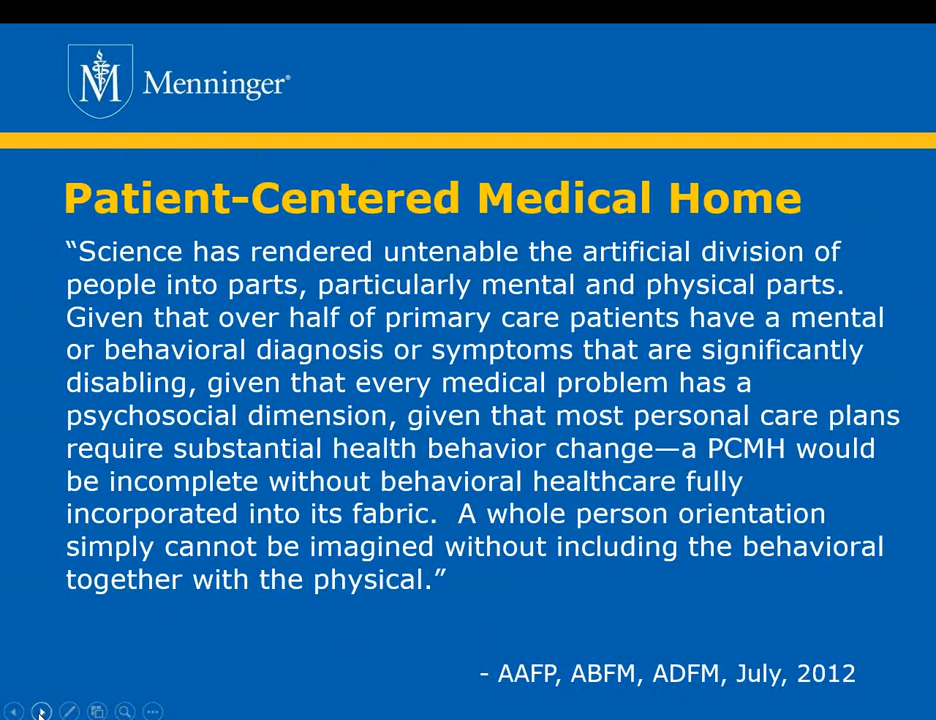 M Menninger®
Patient-Centered Medical Home
“Science has rendered untenable the artificial division of
people into parts, particularly mental and physical parts.
Given that over half of primary care patients have a mental
or behavioral diagnosis or symptoms that are significantly
disabling, given that every medical problem has a
psychosocial dimension, given that most personal care plans
require substantial health behavior change—a PCMH would
be incomplete without behavioral healthcare fully
incorporated into its fabric.  A whole person orientation
simply cannot be imagined without including the behavioral
together with the physical.”
- AAFP, ABFM, ADFM, July, 2012